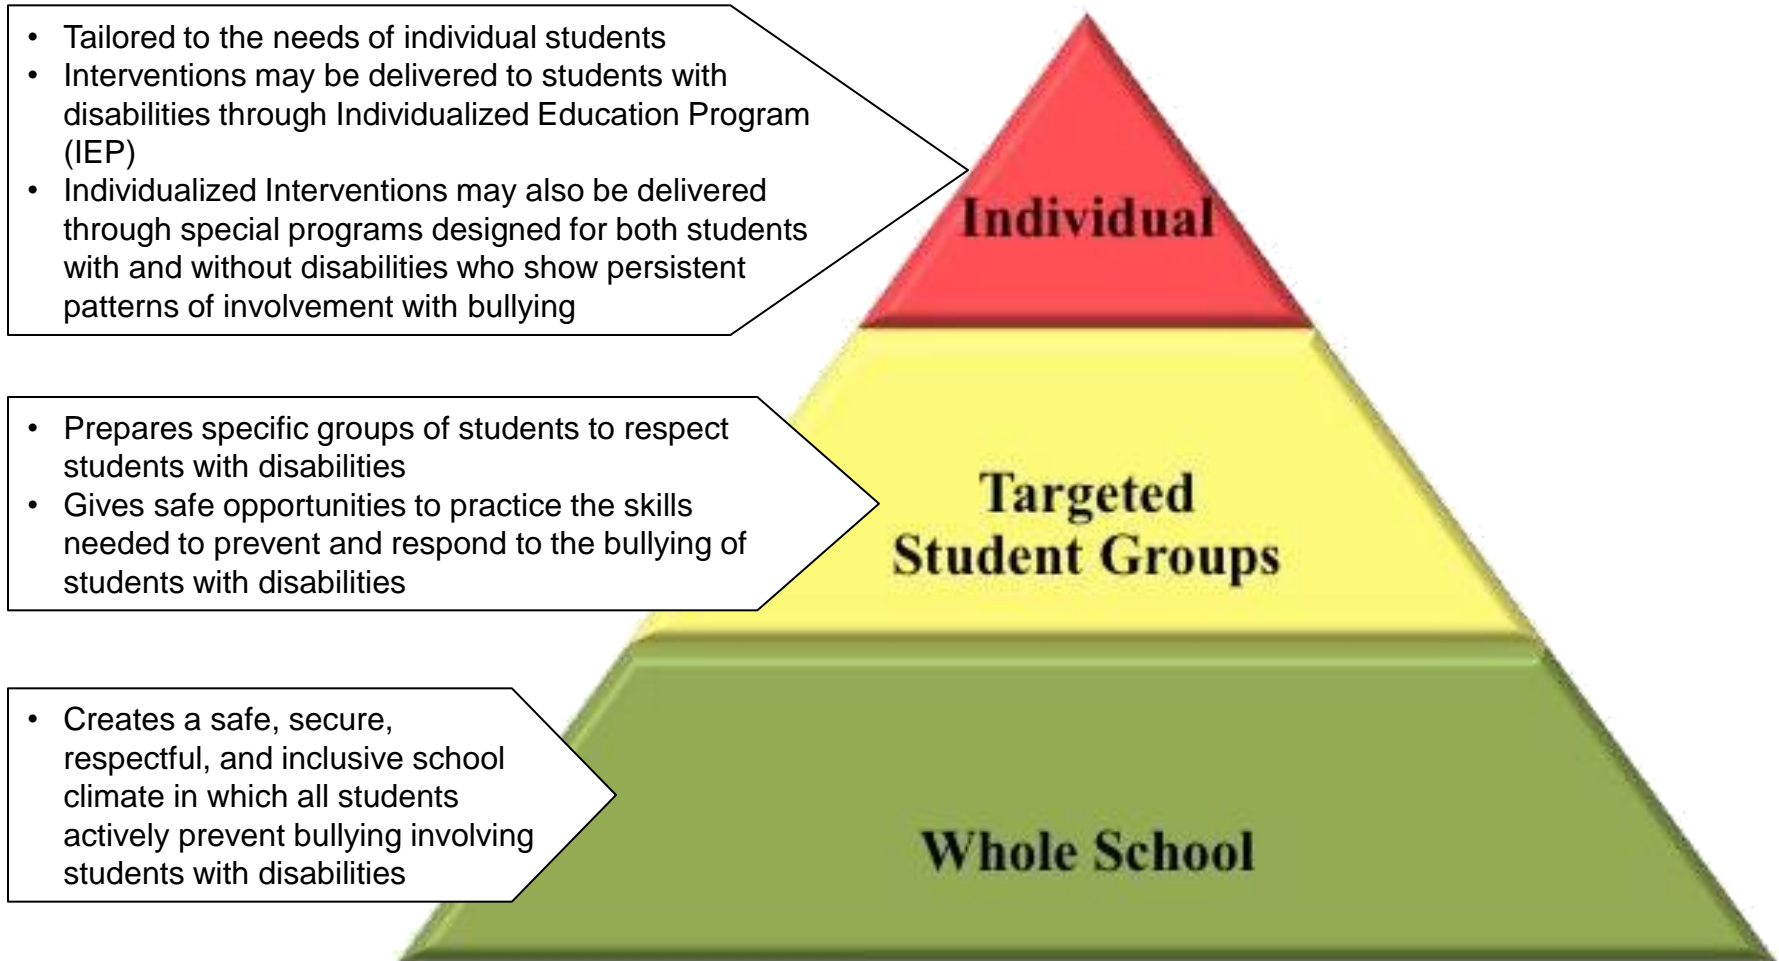 • Tailored to the needs of individual students
• Interventions may be delivered to students with
disabilities through Individualized Education Program
(IEP)
• Individualized Interventions may also be delivered
through special programs designed for both students
with and without disabilities who show persistent
patterns of involvement with bullying
Individual
• Prepares specific groups of students to respect
students with disabilities
• Gives safe opportunities to practice the skills
needed to prevent and respond to the bullying of
students with disabilities
Targeted
Student Groups
• Creates a safe, secure,
respectful, and inclusive school
climate in which all students
actively prevent bullying involving
students with disabilities
Whole School